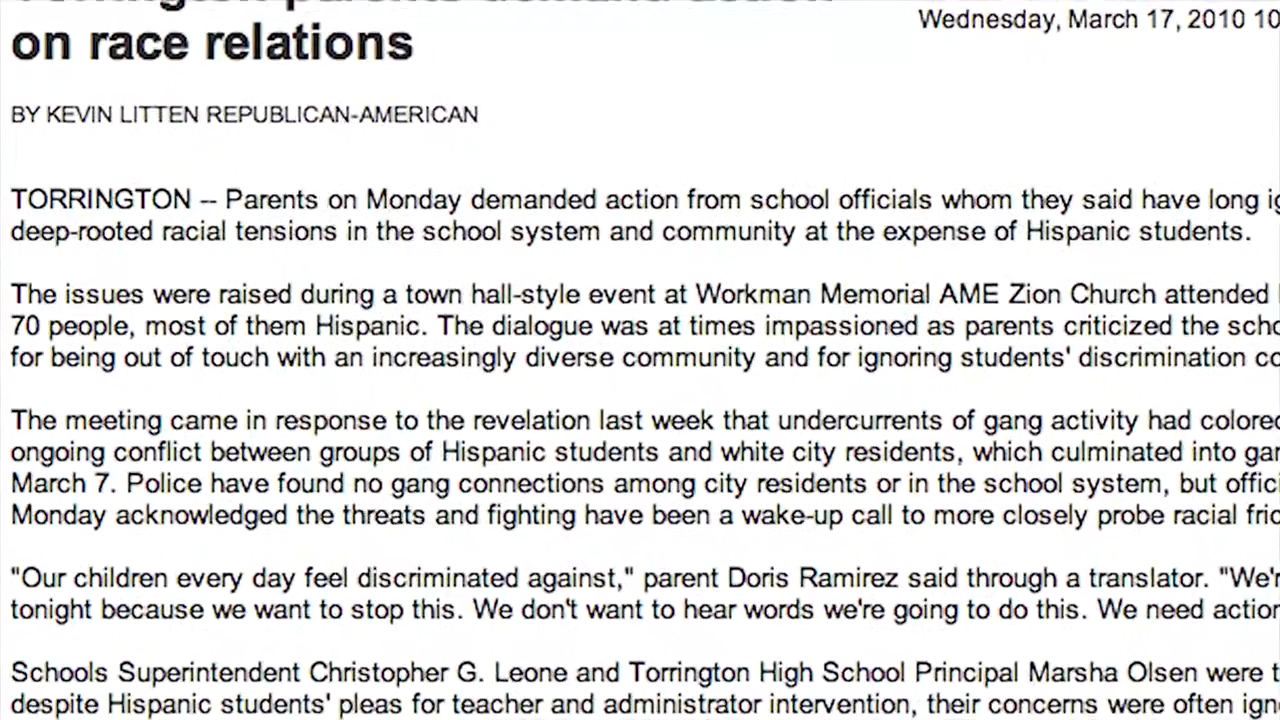 Torrington parents demand action
Wednesday, March 17, 2010 10
on race relations
BY KEVIN LITTEN REPUBLICAN-AMERICAN
TORRINGTON -- Parents on Monday demanded action from school officials whom they said have long
deep-rooted racial tensions in the school system and community at the expense of Hispanic students.
The issues were raised during a town hall-style event at Workman Memorial AME Zion Church attended
70 people, most of them Hispanic. The dialogue was at times impassioned as parents criticized the
for being out of touch with an increasingly diverse community and for ignoring students' discrimination
The meeting came in response to the revelation last week that undercurrents of gang activity had colored
ongoing conflict between groups of Hispanic students and white city residents, which culminated into
March 7. Police have found no gang connections among city residents or in the school system, but
Monday acknowledged the threats and fighting have been a wake-up call to more closely probe racial
"Our children every day feel discriminated against," parent Doris Ramirez said through a translator. "We'r
tonight because we want to stop this. We don't want to hear words we're going to do this. We need action
Schools Superintendent Christopher G. Leone and Torrington High School Principal Marsha Olsen were
despite Hispanic students' pleas for teacher and administrator intervention, their concerns were often